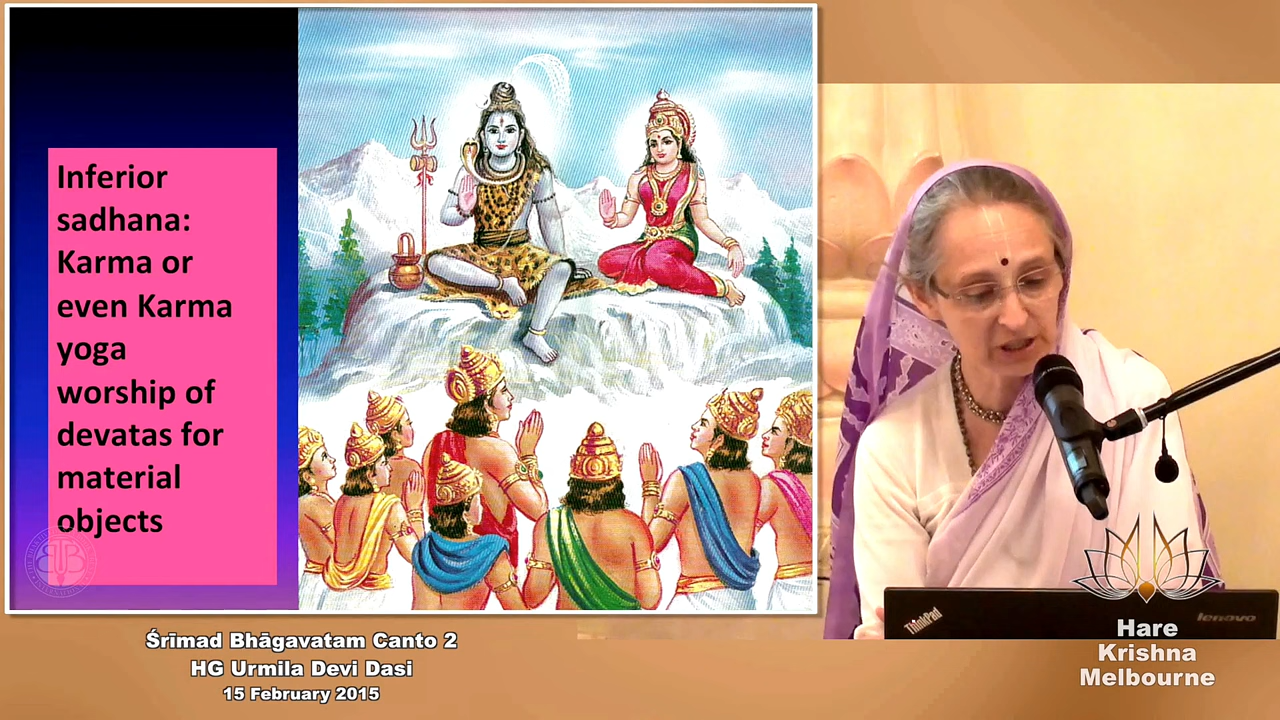 Inferior
sadhana:
Karma or
even Karma
yoga
worship of
devatas for
material
objects
Śrīmad Bhāgavatam Canto 2
HG Urmila Devi Dasi
15 February 2015
ThinkPad
lenovo
Hare
Krishna
Melbourne